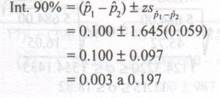 Int. 90% = (p̂₁ − p̂₂) ± zs_{p̂₁−p̂₂}
= 0.100 ± 1.645(0.059)
= 0.100 ± 0.097
= 0.003 a 0.197